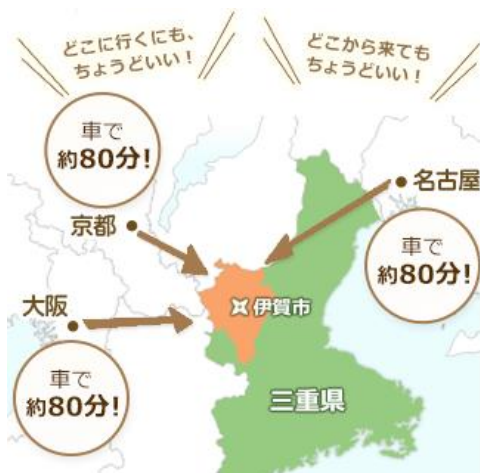 どこに行くにも、
ちょうどいい！
どこから来ても
ちょうどいい！
車で
約80分!
名古屋
京都
車で
約80分!
大阪
伊賀市
車で
約80分!
三重県